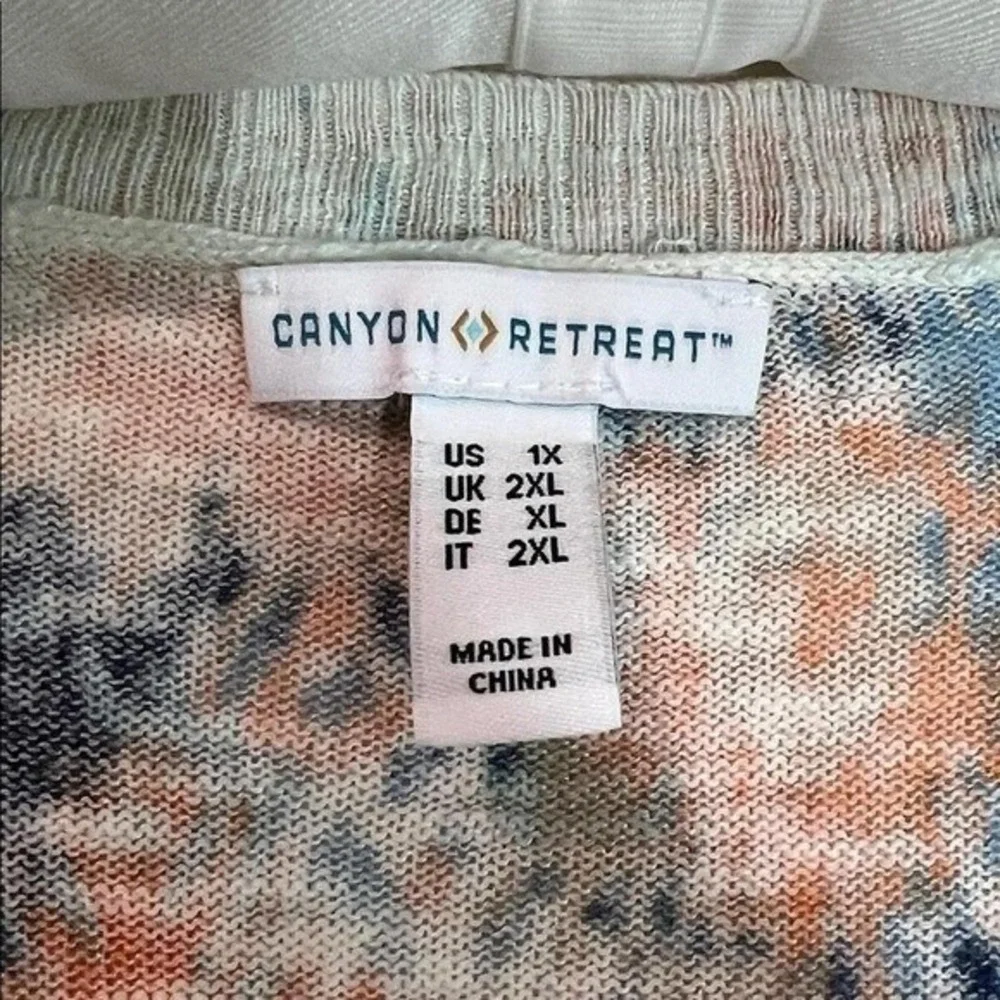 CANYON RETREAT™
US 1X
UK 2XL
DE XL
IT 2XL
MADE IN
CHINA